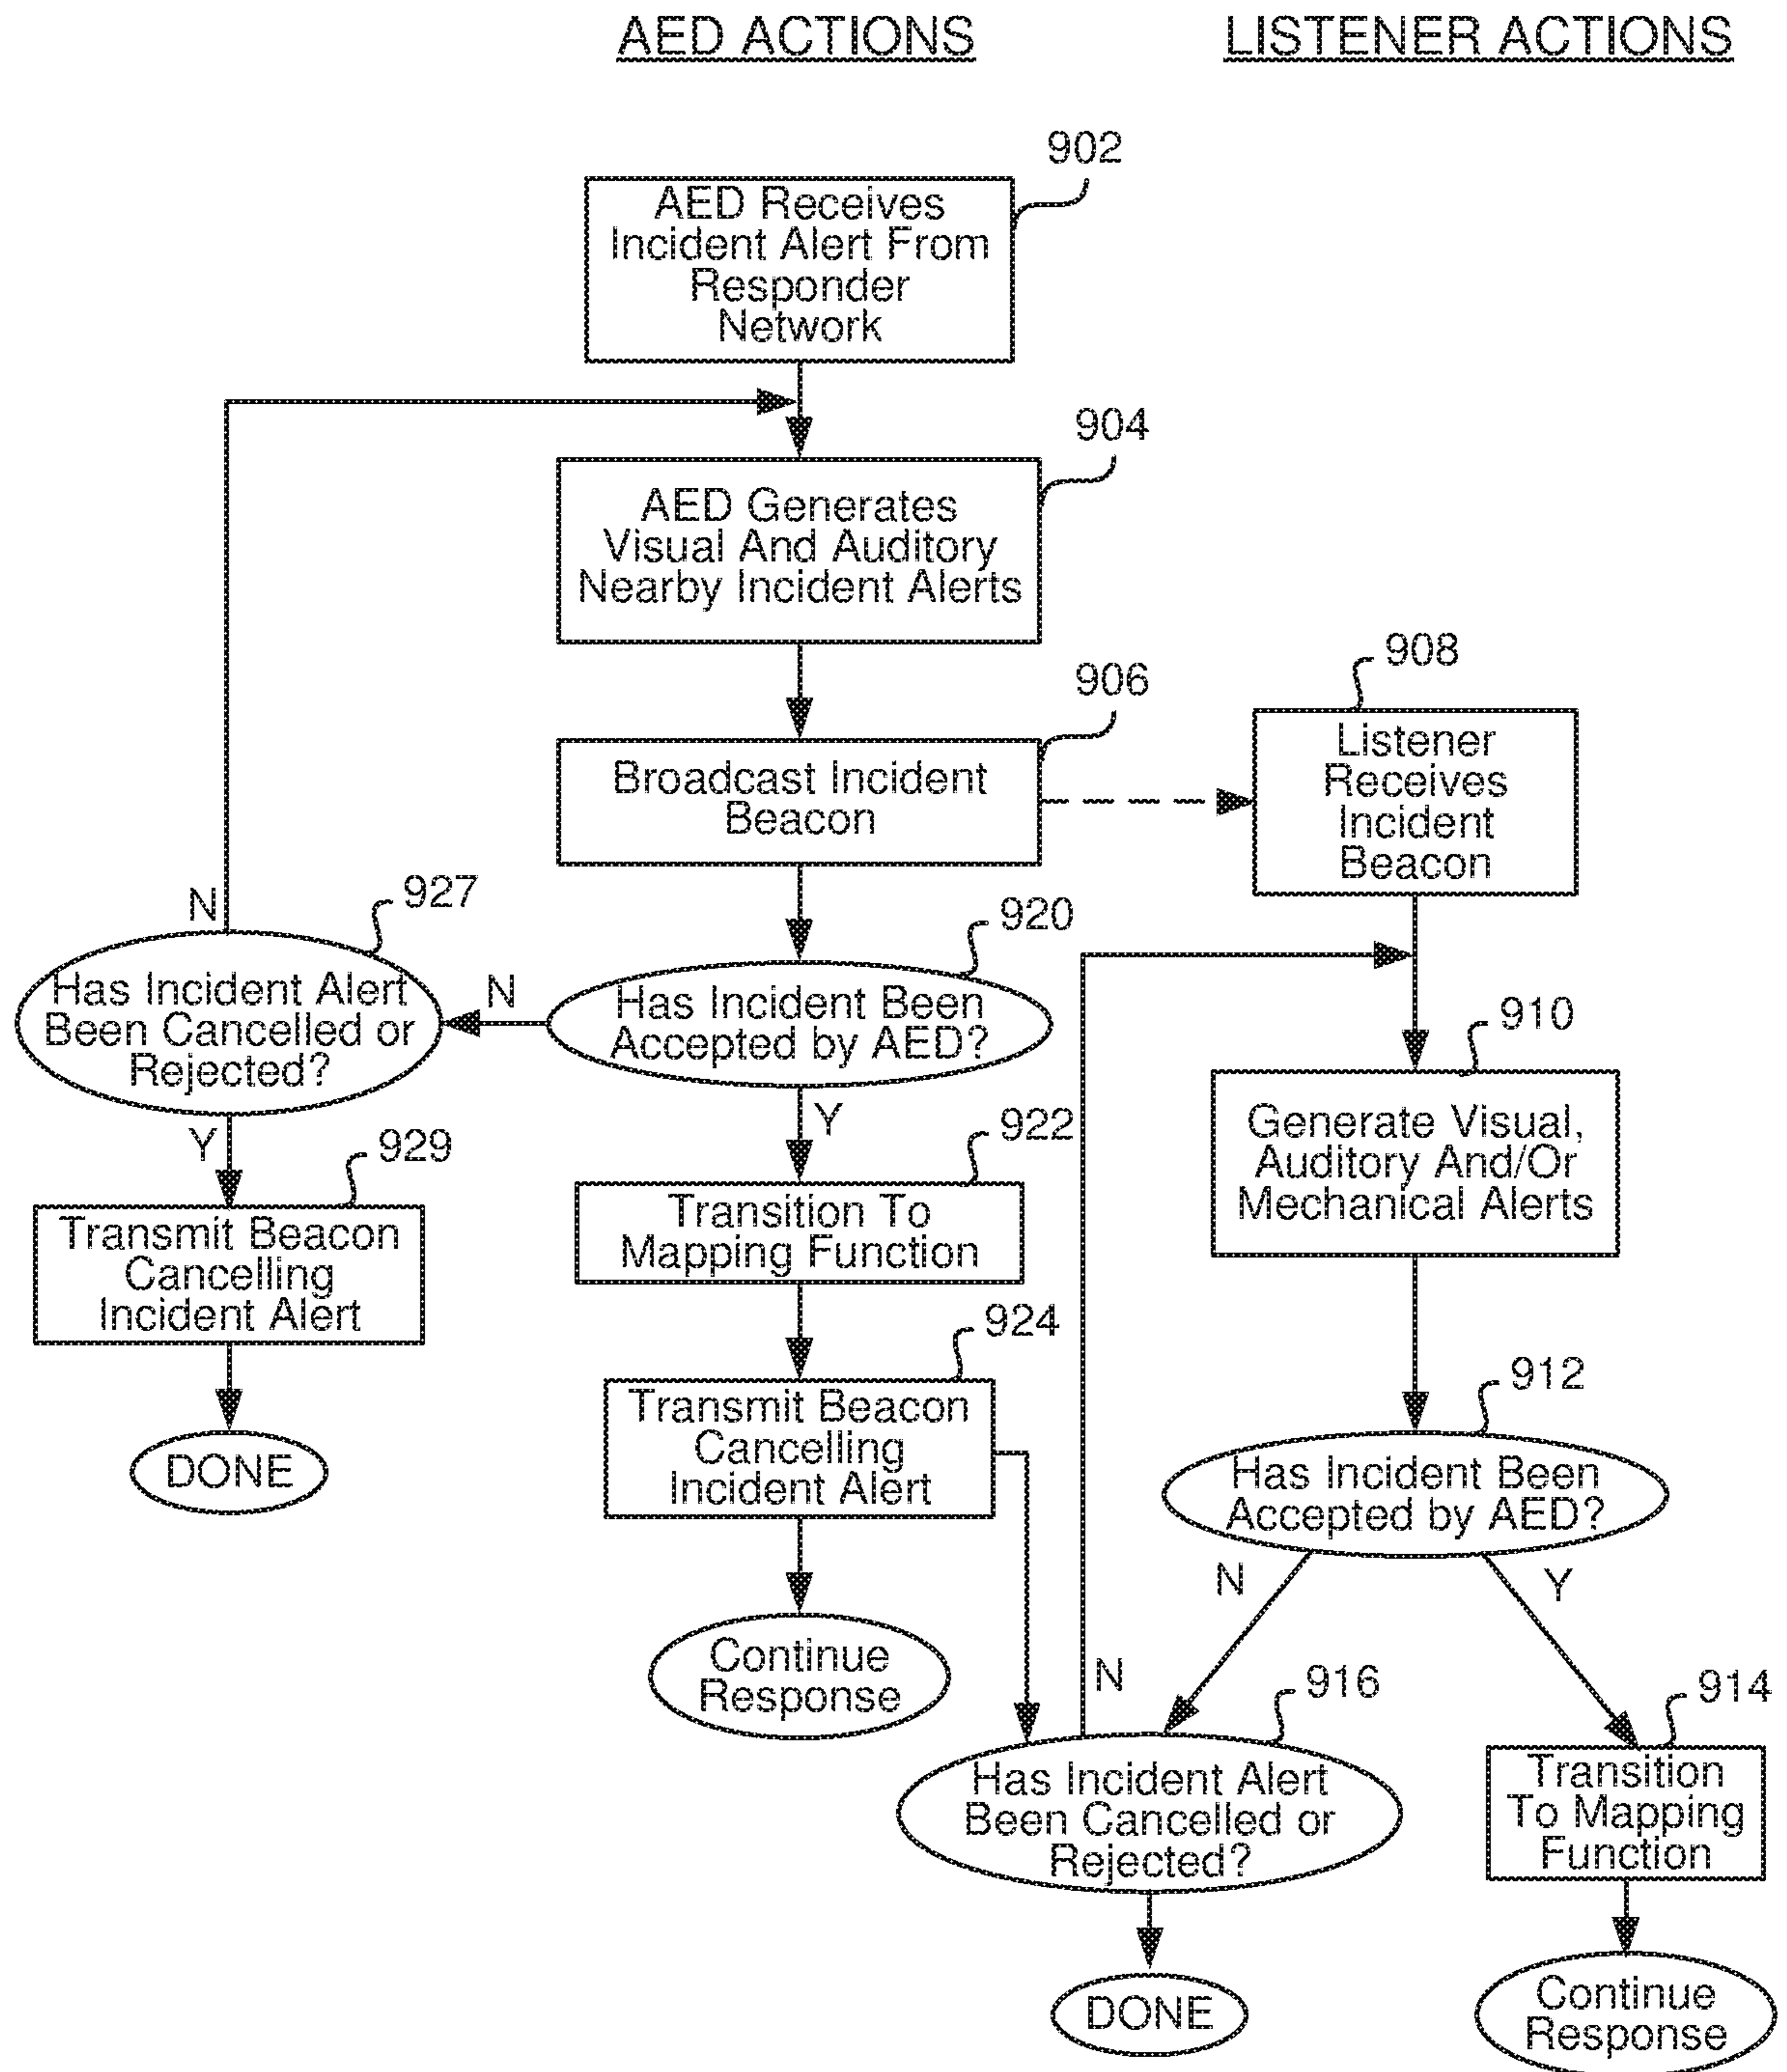 AED ACTIONS
LISTENER ACTIONS
902
AED Receives
Incident Alert From
Responder
Network
904
AED Generates
Visual And Auditory
Nearby Incident Alerts
906
Broadcast Incident
Beacon
908
Listener
Receives
Incident
Beacon
N
927
Has Incident Alert
Been Cancelled or
Rejected?
N
920
Has Incident Been
Accepted by AED?
Y
929
Transmit Beacon
Cancelling
Incident Alert
DONE
Y
922
Transition To
Mapping Function
924
Transmit Beacon
Cancelling
Incident Alert
Continue
Response
910
Generate Visual,
Auditory And/Or
Mechanical Alerts
912
Has Incident Been
Accepted by AED?
N
Y
N
916
Has Incident Alert
Been Cancelled or
Rejected?
DONE
914
Transition
To Mapping
Function
Continue
Response